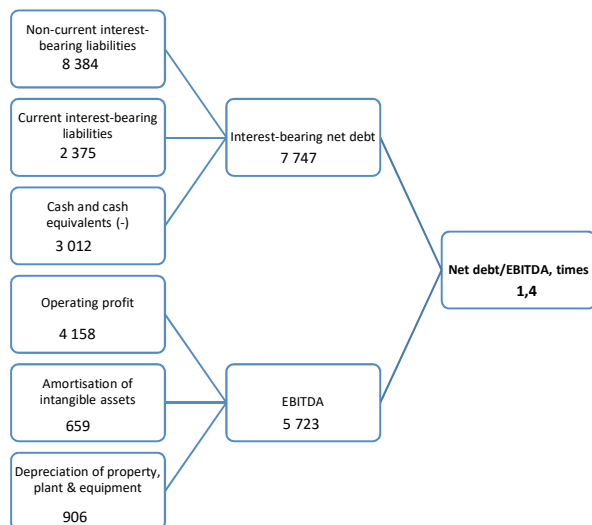 Non-current interest-
bearing liabilities
8 384
Current interest-bearing
liabilities
2 375
Cash and cash
equivalents (-)
3 012
Interest-bearing net debt
7 747
Operating profit
4 158
Amortisation of
intangible assets
659
Depreciation of property,
plant & equipment
906
EBITDA
5 723
Net debt/EBITDA, times
1,4